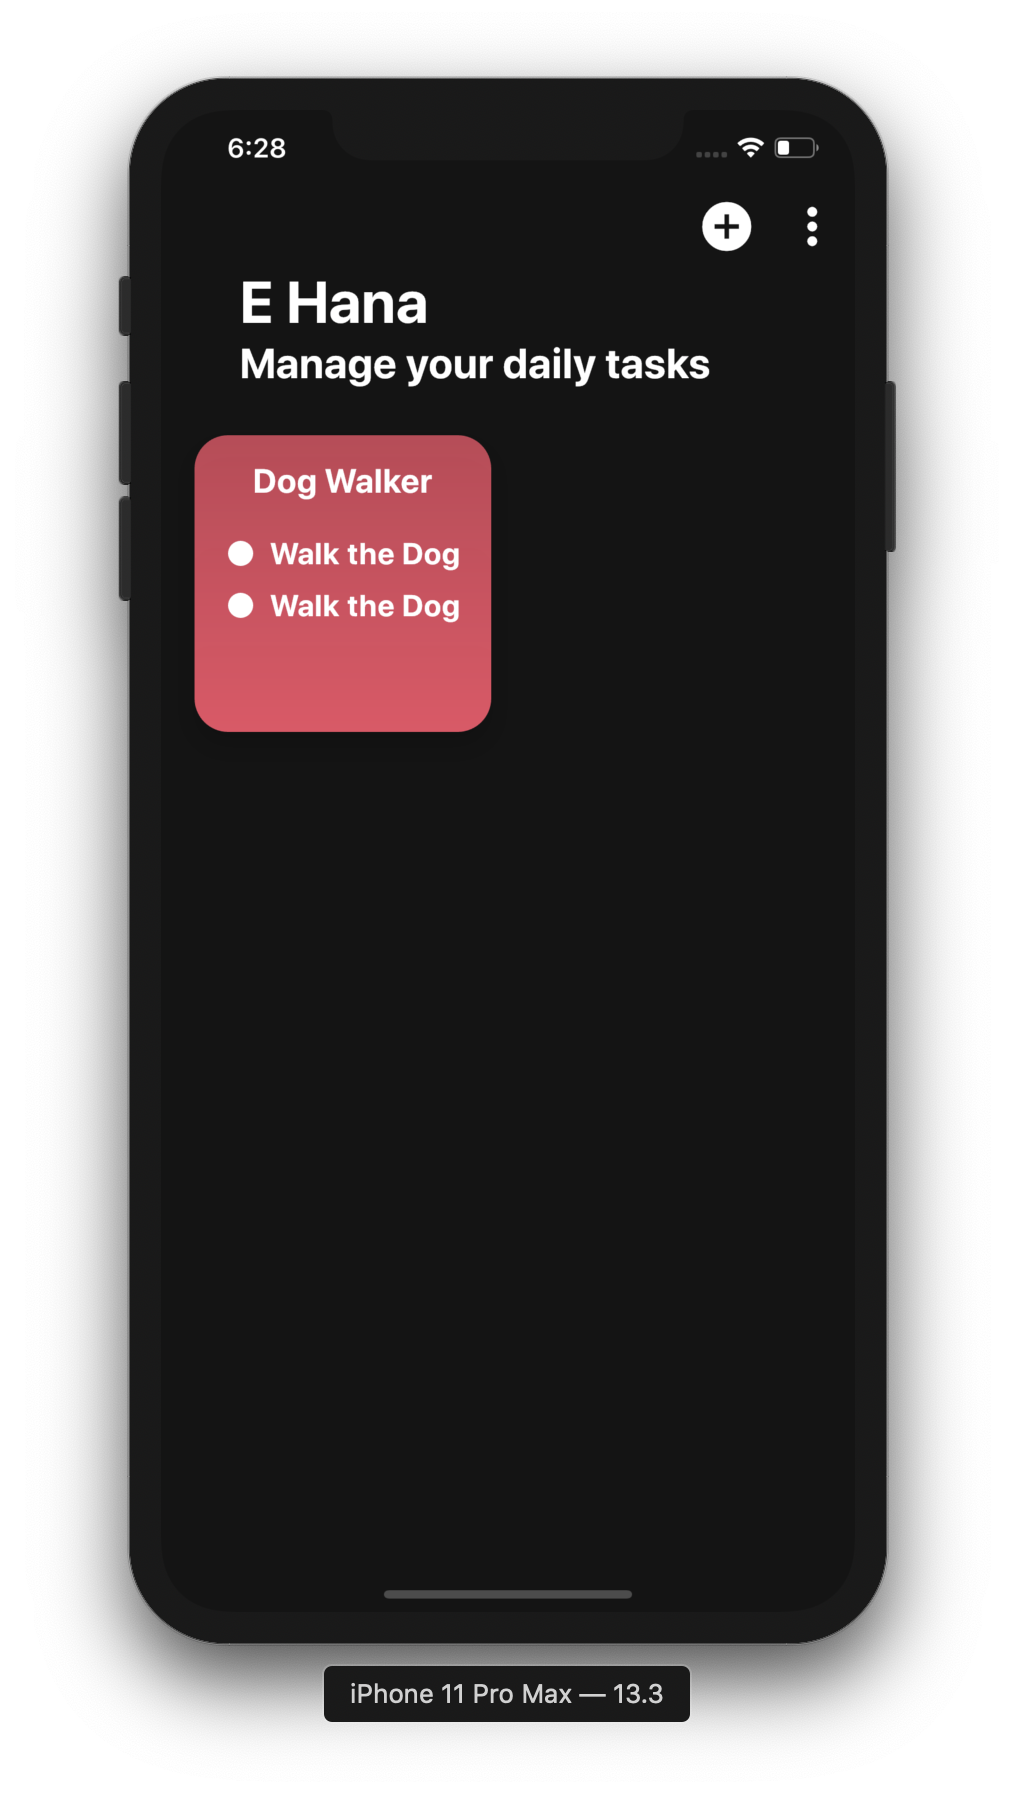 6:28
E Hana
Manage your daily tasks
Dog Walker
Walk the Dog
Walk the Dog
iPhone 11 Pro Max — 13.3